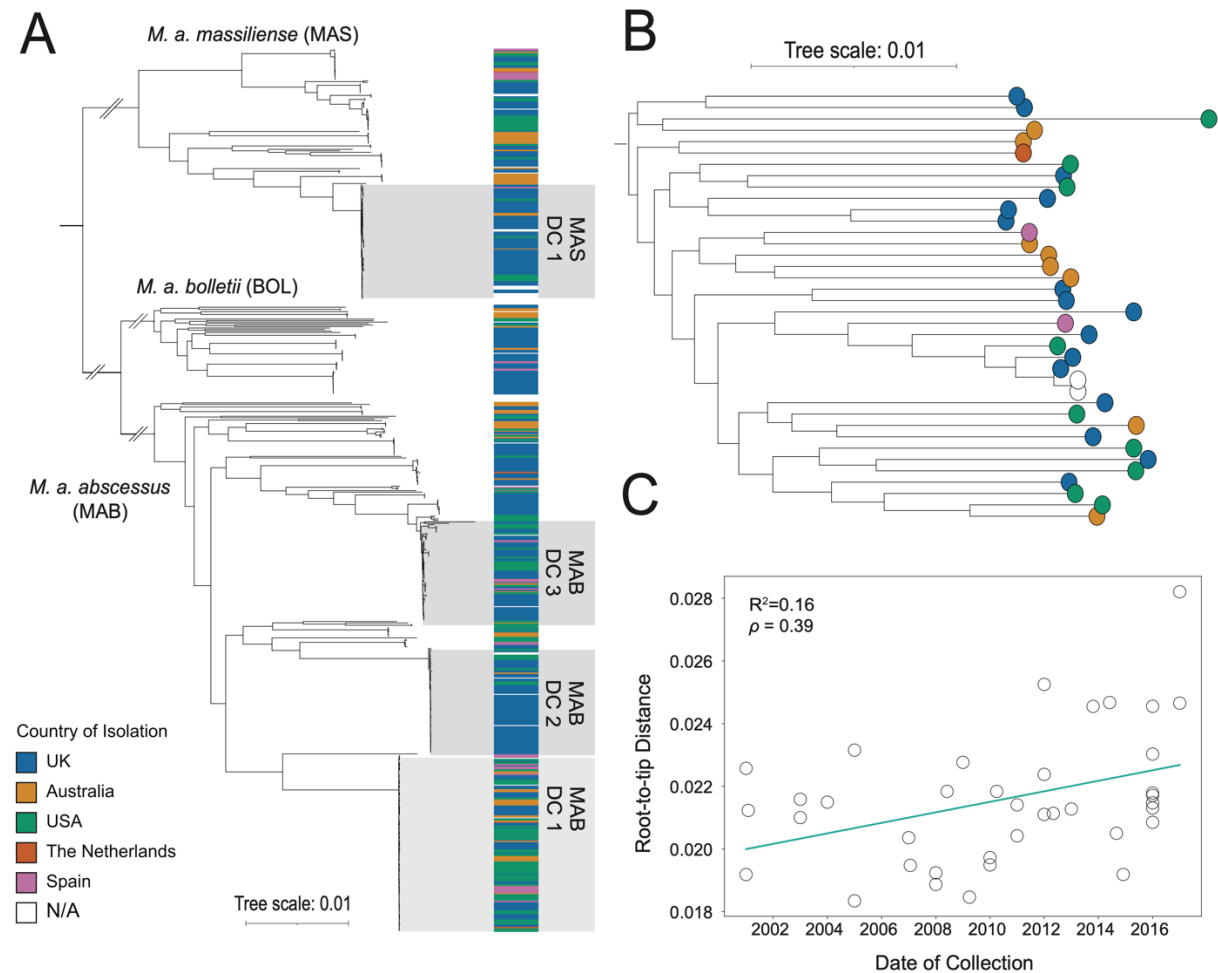 A
M. a. massiliense (MAS)
MAS
DC 1
M. a. bolletii (BOL)
M. a. abscessus
(MAB)
MAB
DC 3
MAB
DC 2
MAB
DC 1
Country of Isolation
UK
Australia
USA
The Netherlands
Spain
N/A
Tree scale: 0.01
B
Tree scale: 0.01
C
R²=0.16
ρ = 0.39
Root-to-tip Distance
0.028
0.026
0.024
0.022
0.020
0.018
2002 2004 2006 2008 2010 2012 2014 2016
Date of Collection